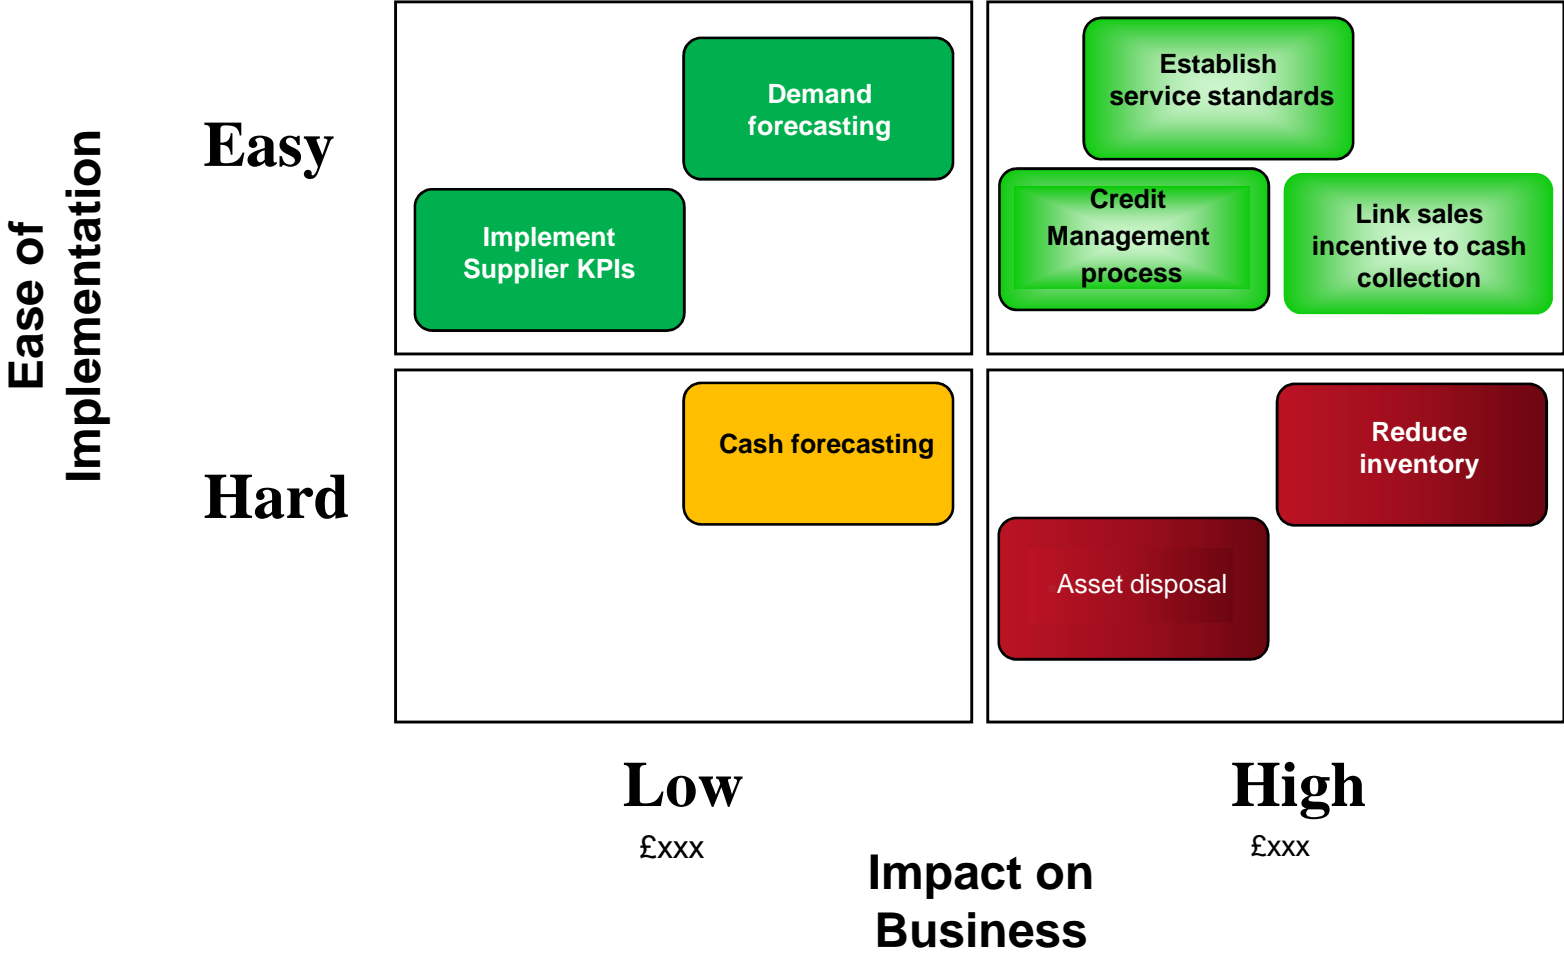 Ease of
Implementation
Easy
Demand
forecasting
Implement
Supplier KPIs
Establish
service standards
Credit
Management
process
Link sales
incentive to cash
collection
Hard
Cash forecasting
Reduce
inventory
Asset disposal
Low
£xxx
High
£xxx
Impact on
Business